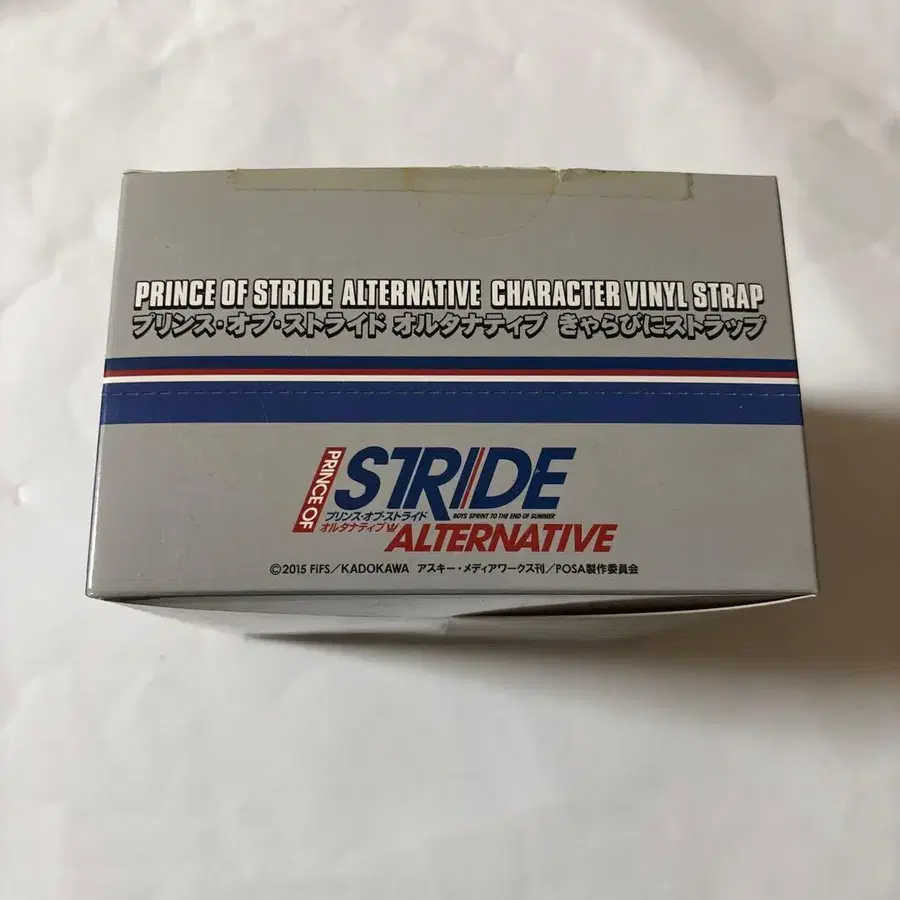 PRINCE OF STRIDE ALTERNATIVE CHARACTER VINYL STRAP
プリンス・オブ・ストライド オルタナティブ きゃらびにストラップ
PRINCE OF
STRIDE
BOYS SPRINT TO THE END OF SUMMER
プリンス・オブ・ストライド
オルタナティブ
ALTERNATIVE
©2015 FiFS/KADOKAWA アスキー・メディアワークス刊/POSA製作委員会